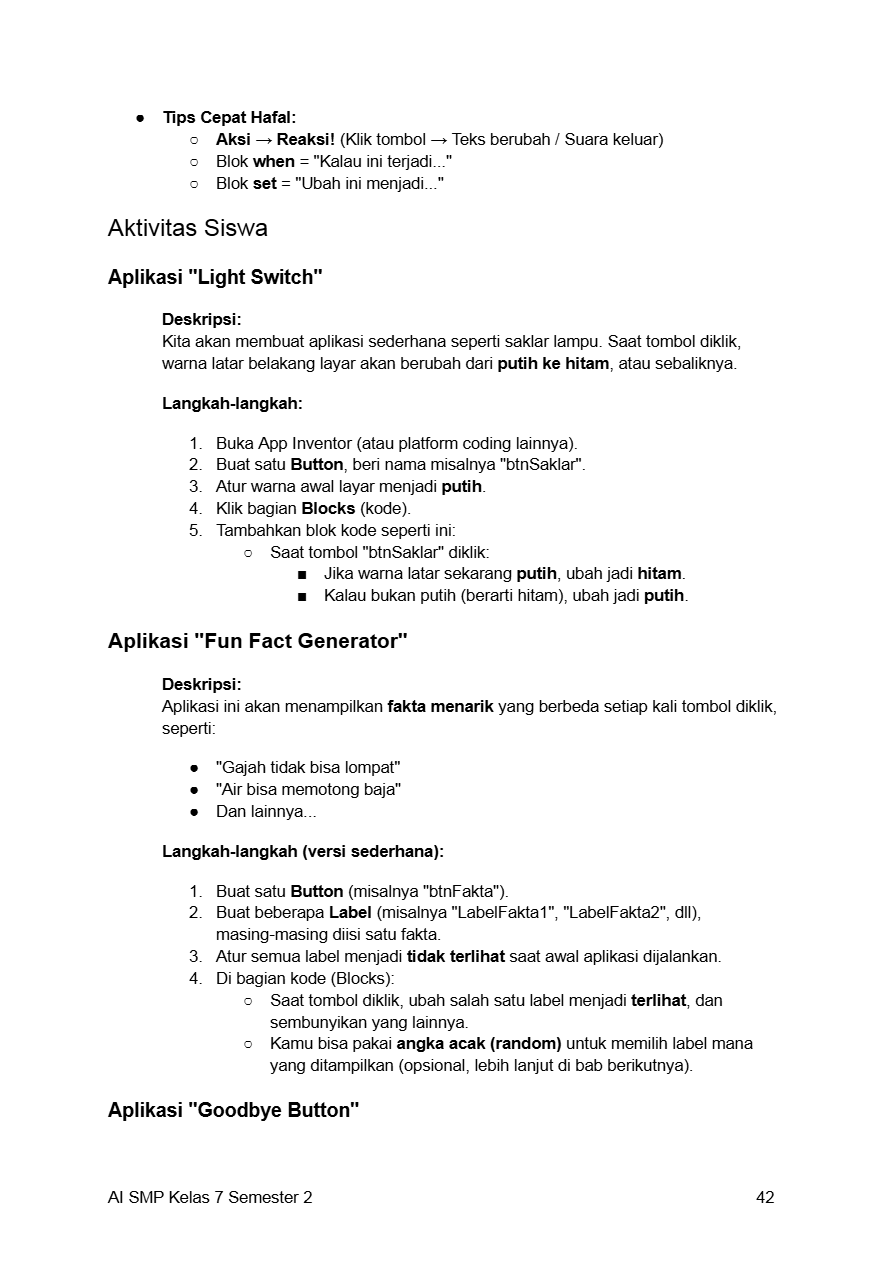 ● Tips Cepat Hafal:
○ Aksi → Reaksi! (Klik tombol → Teks berubah / Suara keluar)
○ Blok when = "Kalau ini terjadi..."
○ Blok set = "Ubah ini menjadi..."
Aktivitas Siswa
Aplikasi "Light Switch"
Deskripsi:
Kita akan membuat aplikasi sederhana seperti saklar lampu. Saat tombol diklik,
warna latar belakang layar akan berubah dari putih ke hitam, atau sebaliknya.
Langkah-langkah:
1. Buka App Inventor (atau platform coding lainnya).
2. Buat satu Button, beri nama misalnya "btnSaklar".
3. Atur warna awal layar menjadi putih.
4. Klik bagian Blocks (kode).
5. Tambahkan blok kode seperti ini:
○ Saat tombol "btnSaklar" diklik:
■ Jika warna latar sekarang putih, ubah jadi hitam.
■ Kalau bukan putih (berarti hitam), ubah jadi putih.
Aplikasi "Fun Fact Generator"
Deskripsi:
Aplikasi ini akan menampilkan fakta menarik yang berbeda setiap kali tombol diklik,
seperti:
● "Gajah tidak bisa lompat"
● "Air bisa memotong baja"
● Dan lainnya...
Langkah-langkah (versi sederhana):
1. Buat satu Button (misalnya "btnFakta").
2. Buat beberapa Label (misalnya "LabelFakta1", "LabelFakta2", dll),
masing-masing diisi satu fakta.
3. Atur semua label menjadi tidak terlihat saat awal aplikasi dijalankan.
4. Di bagian kode (Blocks):
○ Saat tombol diklik, ubah salah satu label menjadi terlihat, dan
sembunyikan yang lainnya.
○ Kamu bisa pakai angka acak (random) untuk memilih label mana
yang ditampilkan (opsional, lebih lanjut di bab berikutnya).
Aplikasi "Goodbye Button"
AI SMP Kelas 7 Semester 2 42